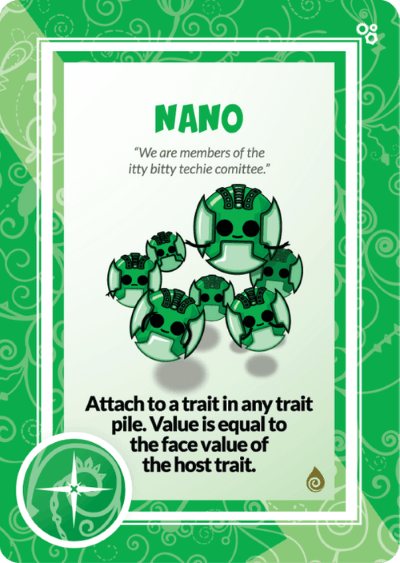 NANO
“We are members of the
itty bitty techie comittee.”
Attach to a trait in any trait
pile. Value is equal to
the face value of
the host trait.